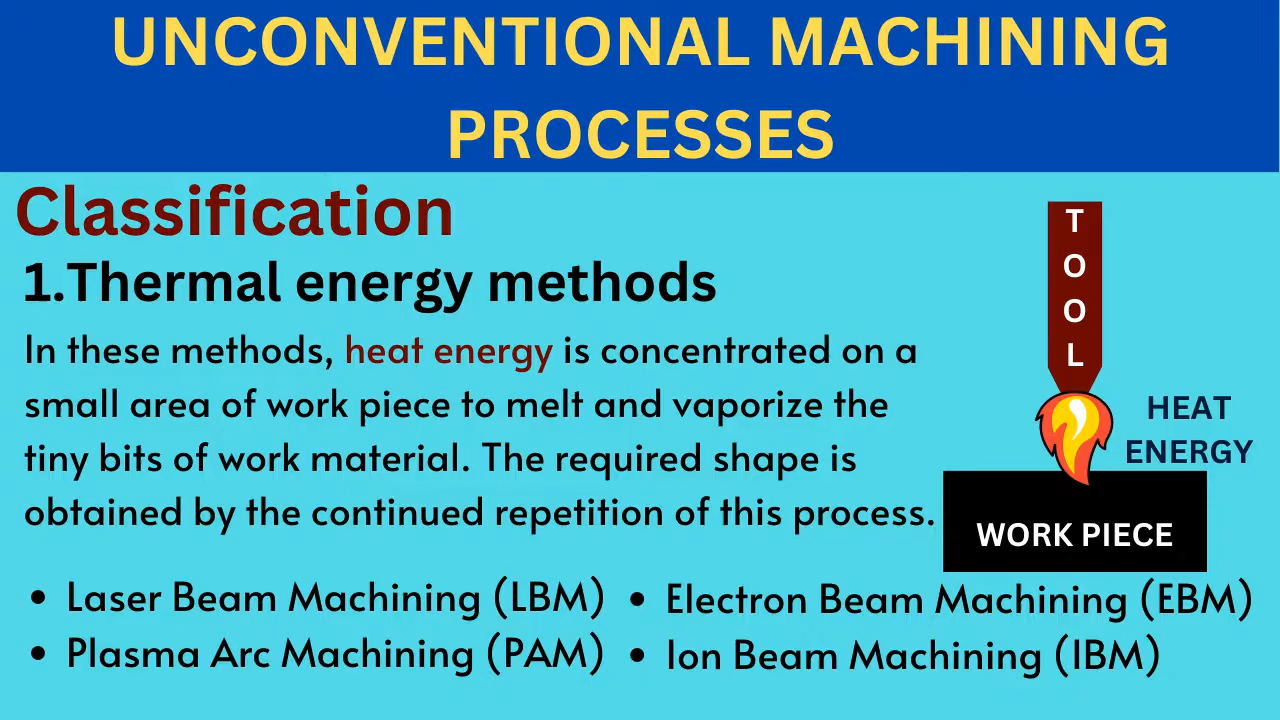 UNCONVENTIONAL MACHINING
PROCESSES
Classification
1.Thermal energy methods
In these methods, heat energy is concentrated on a
small area of work piece to melt and vaporize the
tiny bits of work material. The required shape is
obtained by the continued repetition of this process.
TOOL
HEAT
ENERGY
WORK PIECE
• Laser Beam Machining (LBM)
• Plasma Arc Machining (PAM)
• Electron Beam Machining (EBM)
• Ion Beam Machining (IBM)